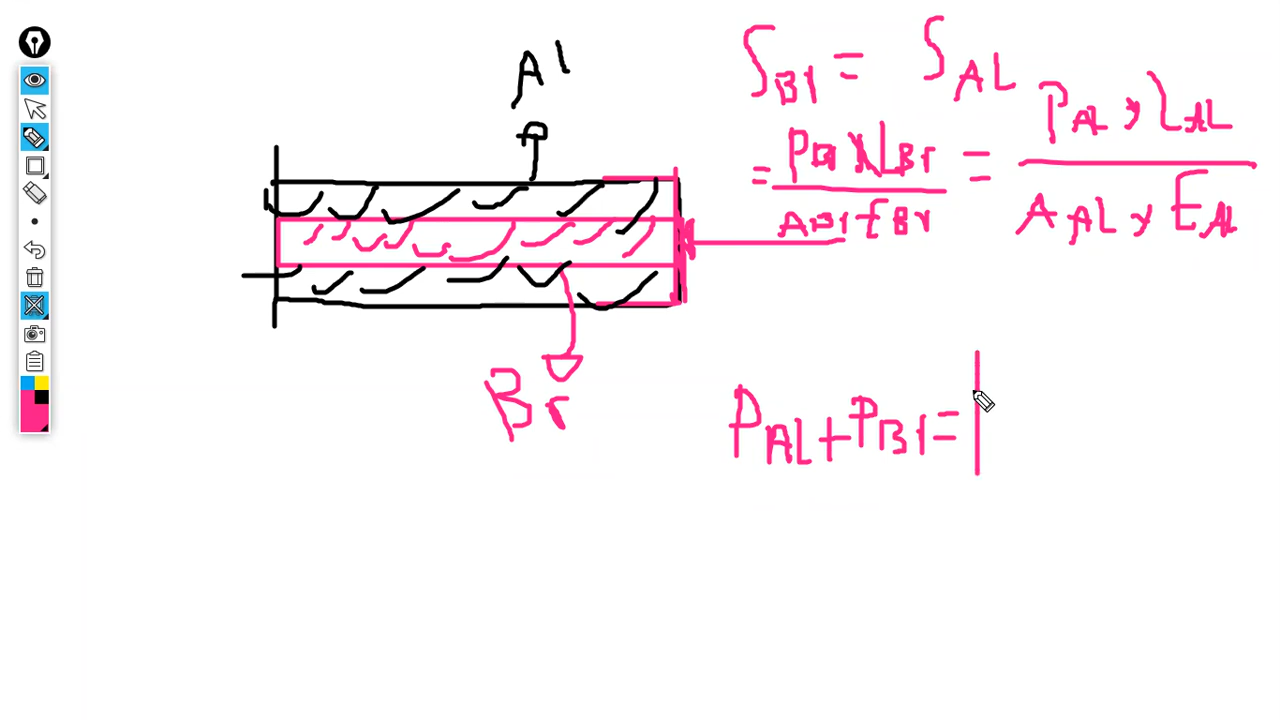 Al
δBr = δAL
= PBr × LBr / ABr EBr = PAL × LAL / AAL × EAL
Br
PAL + PBr =